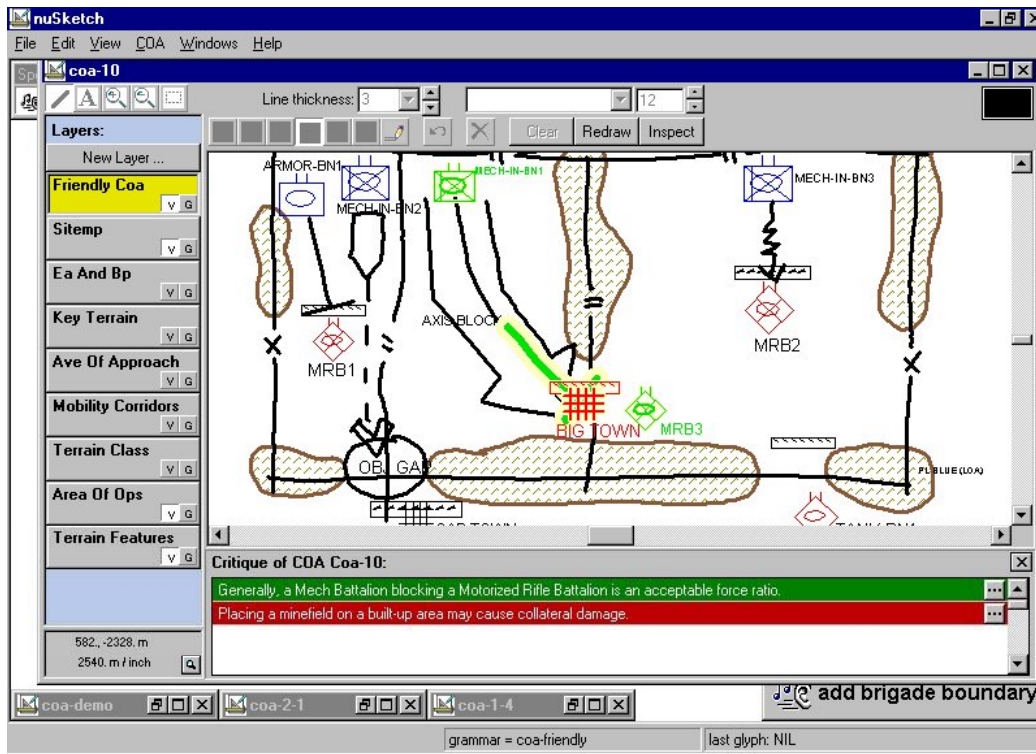 nuSketch
File Edit View COA Windows Help
coa-10
A
Line thickness: 3
12
Clear Redraw Inspect
Layers:
New Layer ...
Friendly Coa
V G
Sitemp
V G
Ea And Bp
V G
Key Terrain
V G
Ave Of Approach
V G
Mobility Corridors
V G
Terrain Class
V G
Area Of Ops
V G
Terrain Features
V G
582., -2328. m
2540. m / inch
ARMOR-BN1
MECH-IN-BN2
MECH-IN-BN1
MECH-IN-BN3
AXIS BLOCK
MRB1
MRB2
MRB3
BIG TOWN
OBJ GAP
PL BLUE (LOA)
Critique of COA Coa-10:
Generally, a Mech Battalion blocking a Motorized Rifle Battalion is an acceptable force ratio.
Placing a minefield on a built-up area may cause collateral damage.
coa-demo
coa-2-1
coa-1-4
add brigade boundary
grammar = coa-friendly
last glyph: NIL